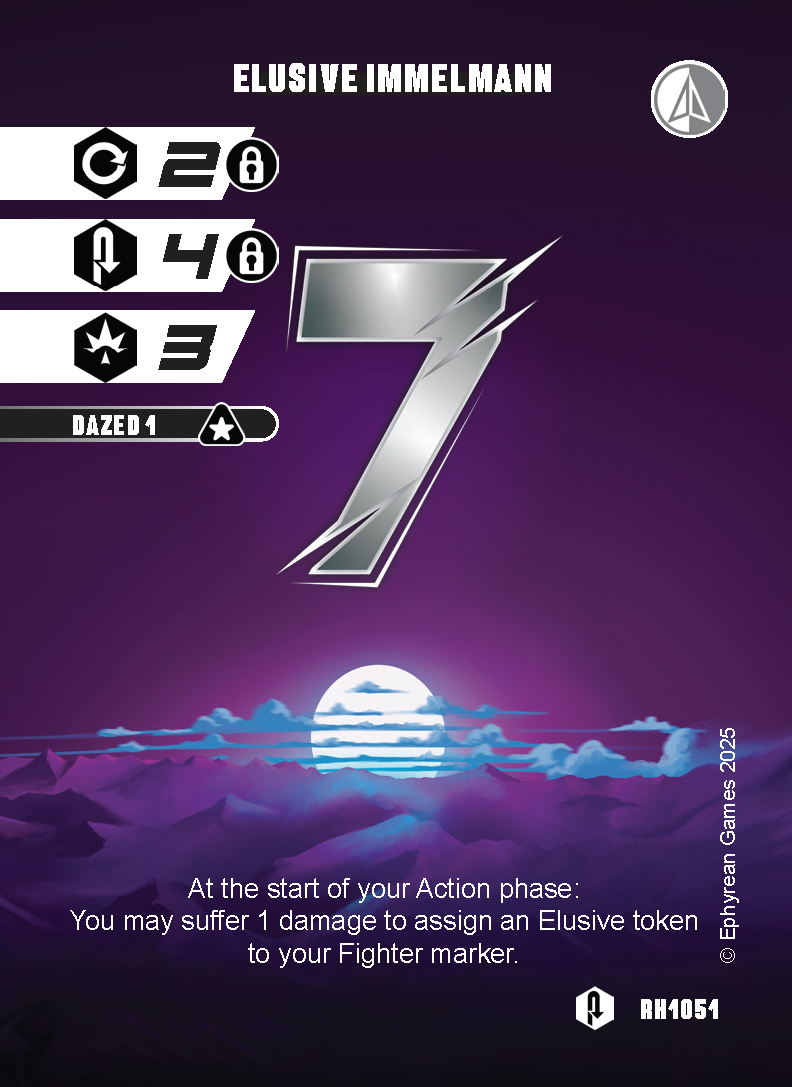 ELUSIVE IMMELMANN
2
4
3
DAZED 1
7
At the start of your Action phase:
You may suffer 1 damage to assign an Elusive token
to your Fighter marker.
© Ephyrean Games 2025
RH1051